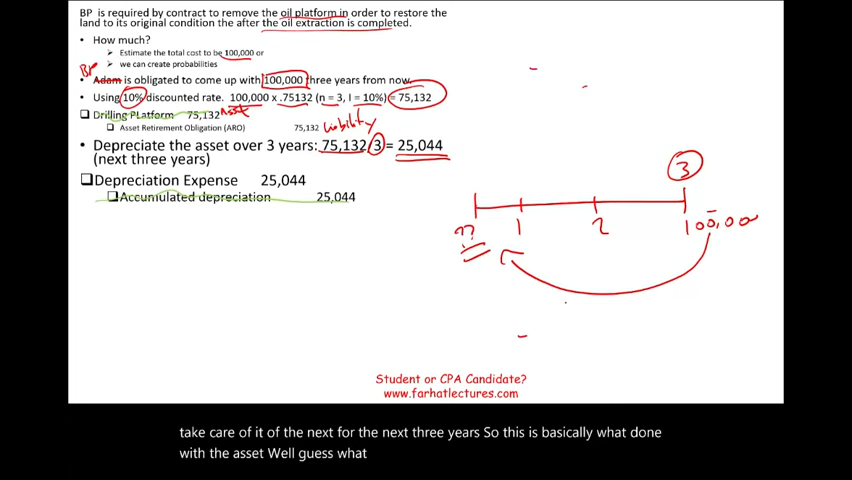 BP is required by contract to remove the oil platform in order to restore the
land to its original condition the after the oil extraction is completed.
• How much?
➢ Estimate the total cost to be 100,000 or
➢ we can create probabilities
BP
• Adam is obligated to come up with 100,000 three years from now.
• Using 10% discounted rate. 100,000 x .75132 (n = 3, I = 10%) = 75,132
❑ Drilling PLatform 75,132 Asset
❑ Asset Retirement Obligation (ARO) 75,132 Liability
• Depreciate the asset over 3 years: 75,132/3 = 25,044
(next three years)
❑Depreciation Expense 25,044
❑Accumulated depreciation 25,044
3
?? 1 2 100,00
Student or CPA Candidate?
www.farhatlectures.com
take care of it of the next for the next three years So this is basically what done
with the asset Well guess what